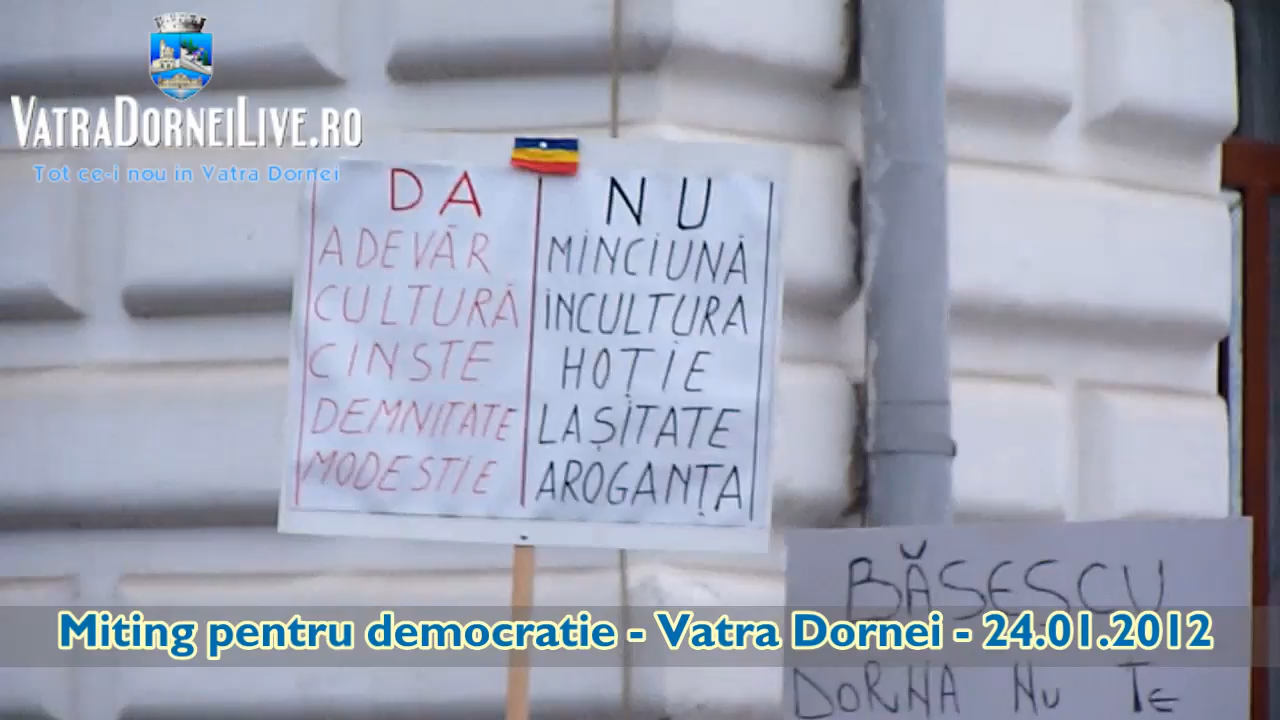 VATRADORNEILIVE.RO
Tot ce-i nou in Vatra Dornei
DA
ADEVĂR
CULTURĂ
CINSTE
DEMNITATE
MODESTIE
NU
MINCIUNĂ
INCULTURA
HOȚIE
LAȘITATE
AROGANȚA
BĂSESCU
DORNA NU TE
Miting pentru democratie - Vatra Dornei - 24.01.2012